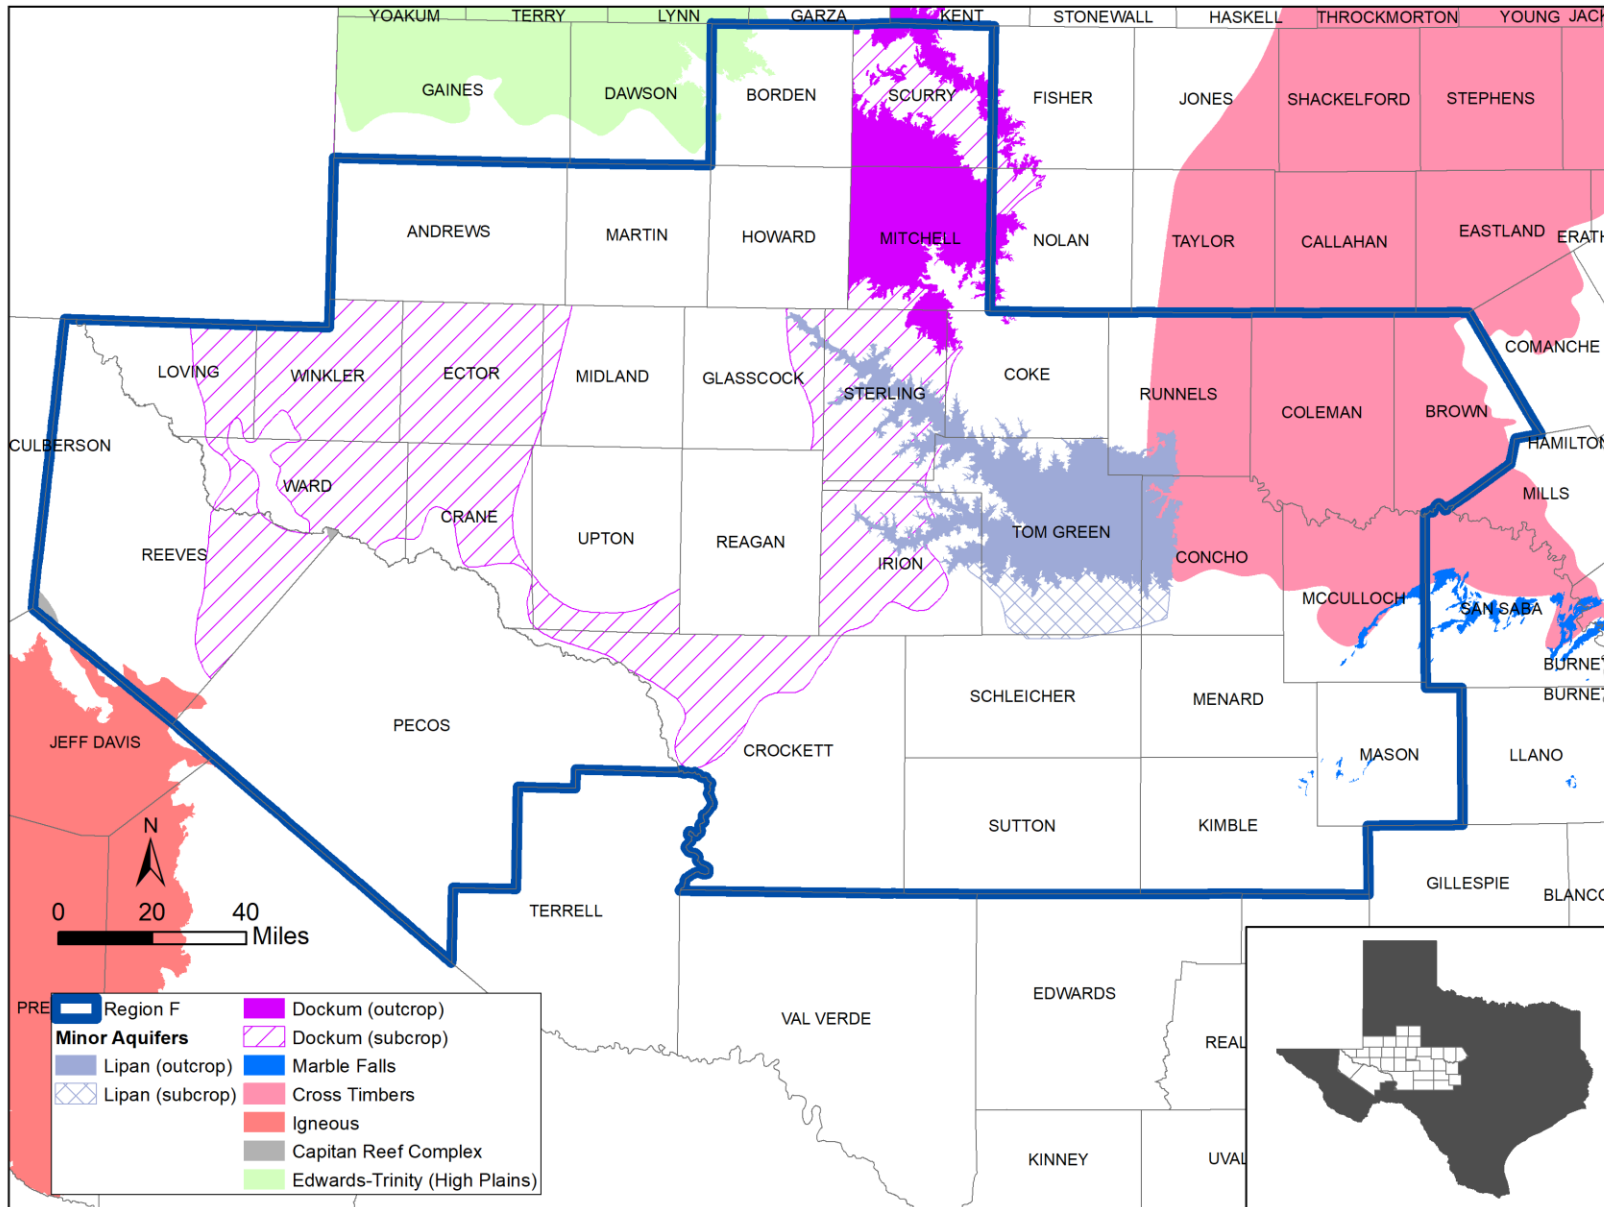 YOAKUM TERRY LYNN GARZA KENT STONEWALL HASKELL THROCKMORTON YOUNG JACK
GAINES DAWSON BORDEN SCURRY FISHER JONES SHACKELFORD STEPHENS
ANDREWS MARTIN HOWARD MITCHELL NOLAN TAYLOR CALLAHAN EASTLAND ERATH
COMANCHE
LOVING WINKLER ECTOR MIDLAND GLASSCOCK STERLING COKE RUNNELS COLEMAN BROWN
CULBERSON HAMILTON
WARD CRANE UPTON REAGAN IRION TOM GREEN CONCHO MILLS
REEVES MCCULLOCH SAN SABA
BURNET
BURNET
PECOS CROCKETT SCHLEICHER MENARD
JEFF DAVIS MASON LLANO
SUTTON KIMBLE
GILLESPIE BLANCO
TERRELL
N
0 20 40
Miles
PRE
VAL VERDE EDWARDS REAL
KINNEY UVAL
Region F
Minor Aquifers
Lipan (outcrop)
Lipan (subcrop)
Dockum (outcrop)
Dockum (subcrop)
Marble Falls
Cross Timbers
Igneous
Capitan Reef Complex
Edwards-Trinity (High Plains)